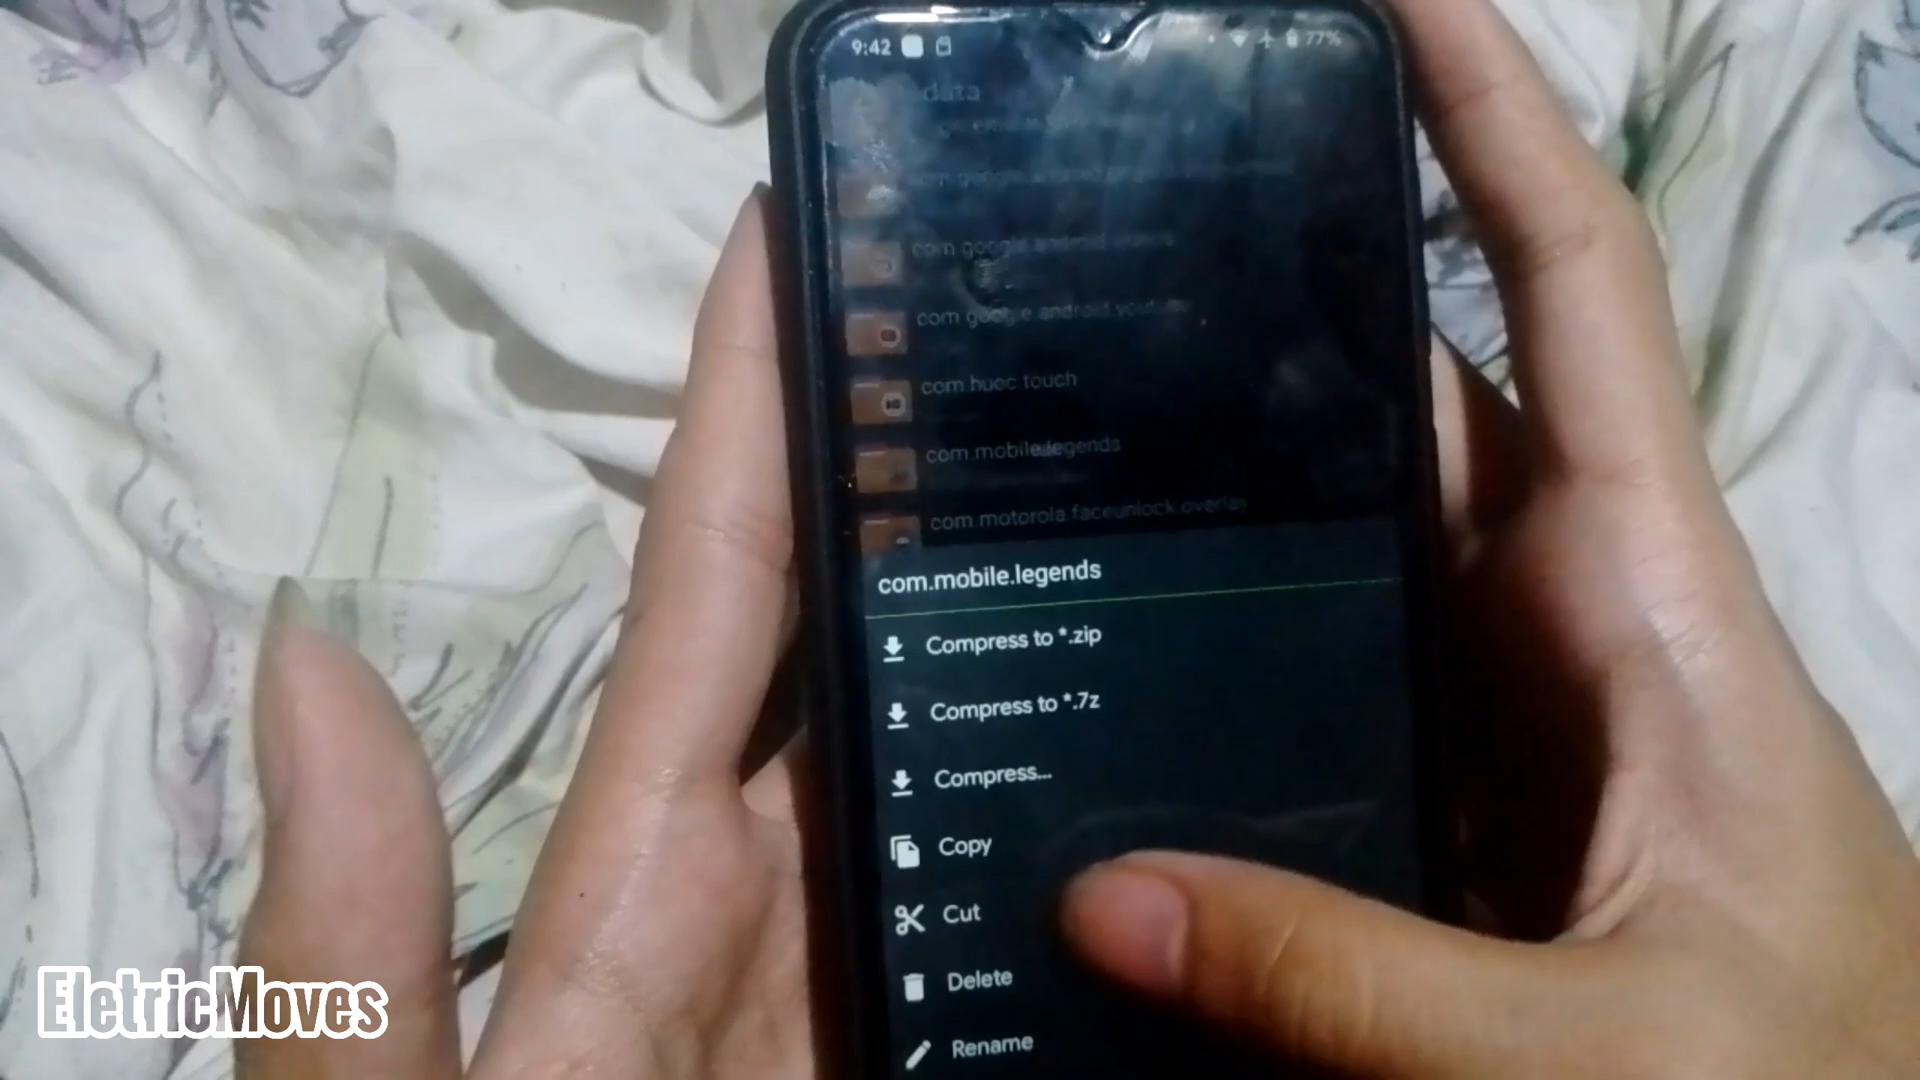 9:42
77%
data
com.google.android.youtube
com.huec.touch
com.mobile.legends
com.motorola.faceunlock.overlay
com.mobile.legends
Compress to *.zip
Compress to *.7z
Compress...
Copy
Cut
Delete
Rename
EletricMoves